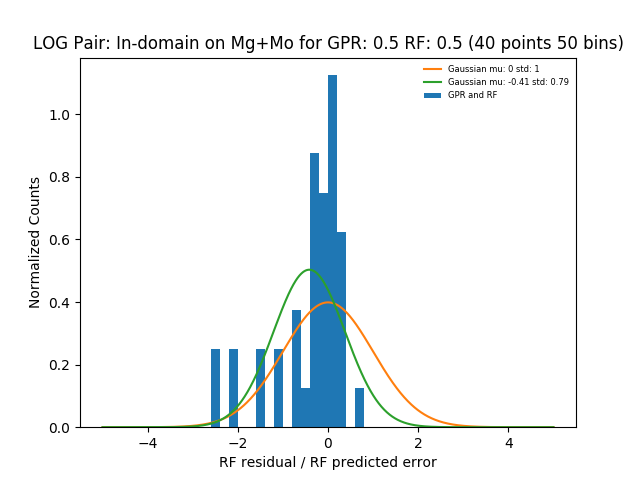 LOG Pair: In-domain on Mg+Mo for GPR: 0.5 RF: 0.5 (40 points 50 bins)
Gaussian mu: 0 std: 1
Gaussian mu: -0.41 std: 0.79
GPR and RF
Normalized Counts
1.0
0.8
0.6
0.4
0.2
0.0
−4 −2 0 2 4
RF residual / RF predicted error